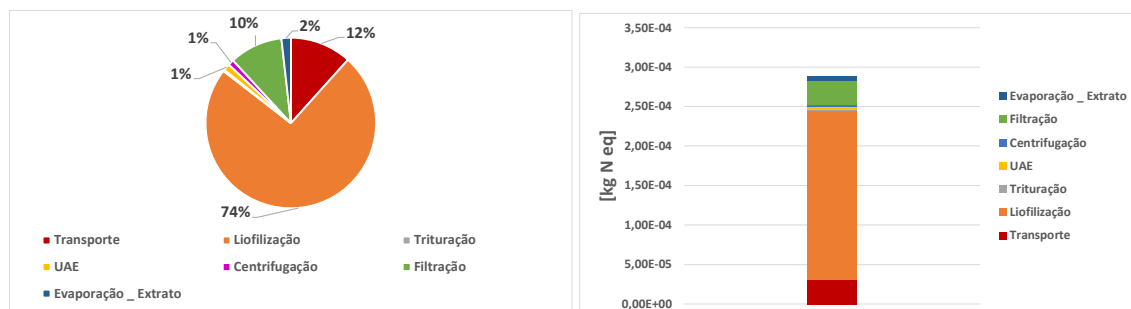 10%
2%
12%
1%
1%
74%
Transporte
Liofilização
Trituração
UAE
Centrifugação
Filtração
Evaporação _ Extrato
3,50E-04
3,00E-04
2,50E-04
2,00E-04
1,50E-04
1,00E-04
5,00E-05
0,00E+00
[kg N eq]
Evaporação _ Extrato
Filtração
Centrifugação
UAE
Trituração
Liofilização
Transporte